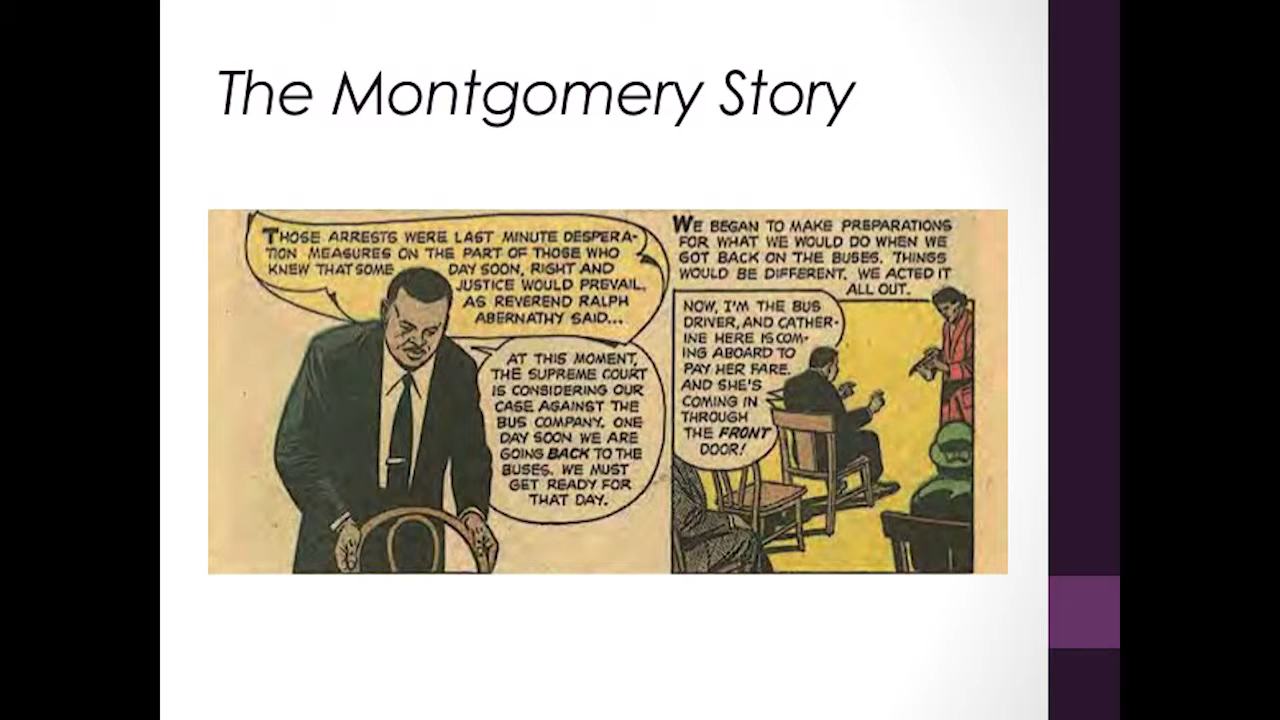 The Montgomery Story
THOSE ARRESTS WERE LAST MINUTE DESPERA-
TION MEASURES ON THE PART OF THOSE WHO
KNEW THAT SOME DAY SOON, RIGHT AND
JUSTICE WOULD PREVAIL,
AS REVEREND RALPH
ABERNATHY SAID...
AT THIS MOMENT,
THE SUPREME COURT
IS CONSIDERING OUR
CASE AGAINST THE
BUS COMPANY. ONE
DAY SOON WE ARE
GOING BACK TO THE
BUSES. WE MUST
GET READY FOR
THAT DAY.
WE BEGAN TO MAKE PREPARATIONS
FOR WHAT WE WOULD DO WHEN WE
GOT BACK ON THE BUSES. THINGS
WOULD BE DIFFERENT. WE ACTED IT
ALL OUT.
NOW, I'M THE BUS
DRIVER, AND CATHER-
INE HERE IS COM-
ING ABOARD TO
PAY HER FARE.
AND SHE'S
COMING IN
THROUGH
THE FRONT
DOOR!